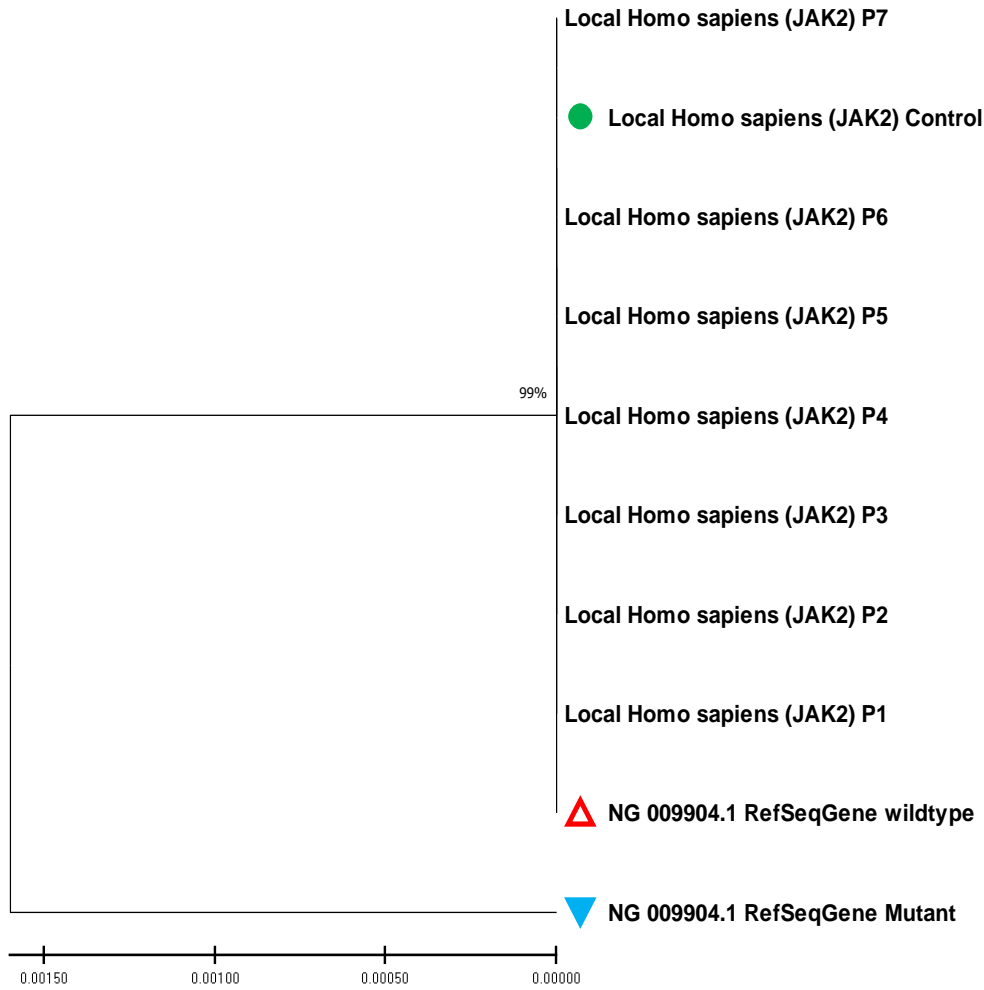 Local Homo sapiens (JAK2) P7
Local Homo sapiens (JAK2) Control
Local Homo sapiens (JAK2) P6
Local Homo sapiens (JAK2) P5
99%
Local Homo sapiens (JAK2) P4
Local Homo sapiens (JAK2) P3
Local Homo sapiens (JAK2) P2
Local Homo sapiens (JAK2) P1
NG 009904.1 RefSeqGene wildtype
NG 009904.1 RefSeqGene Mutant
0.00150 0.00100 0.00050 0.00000